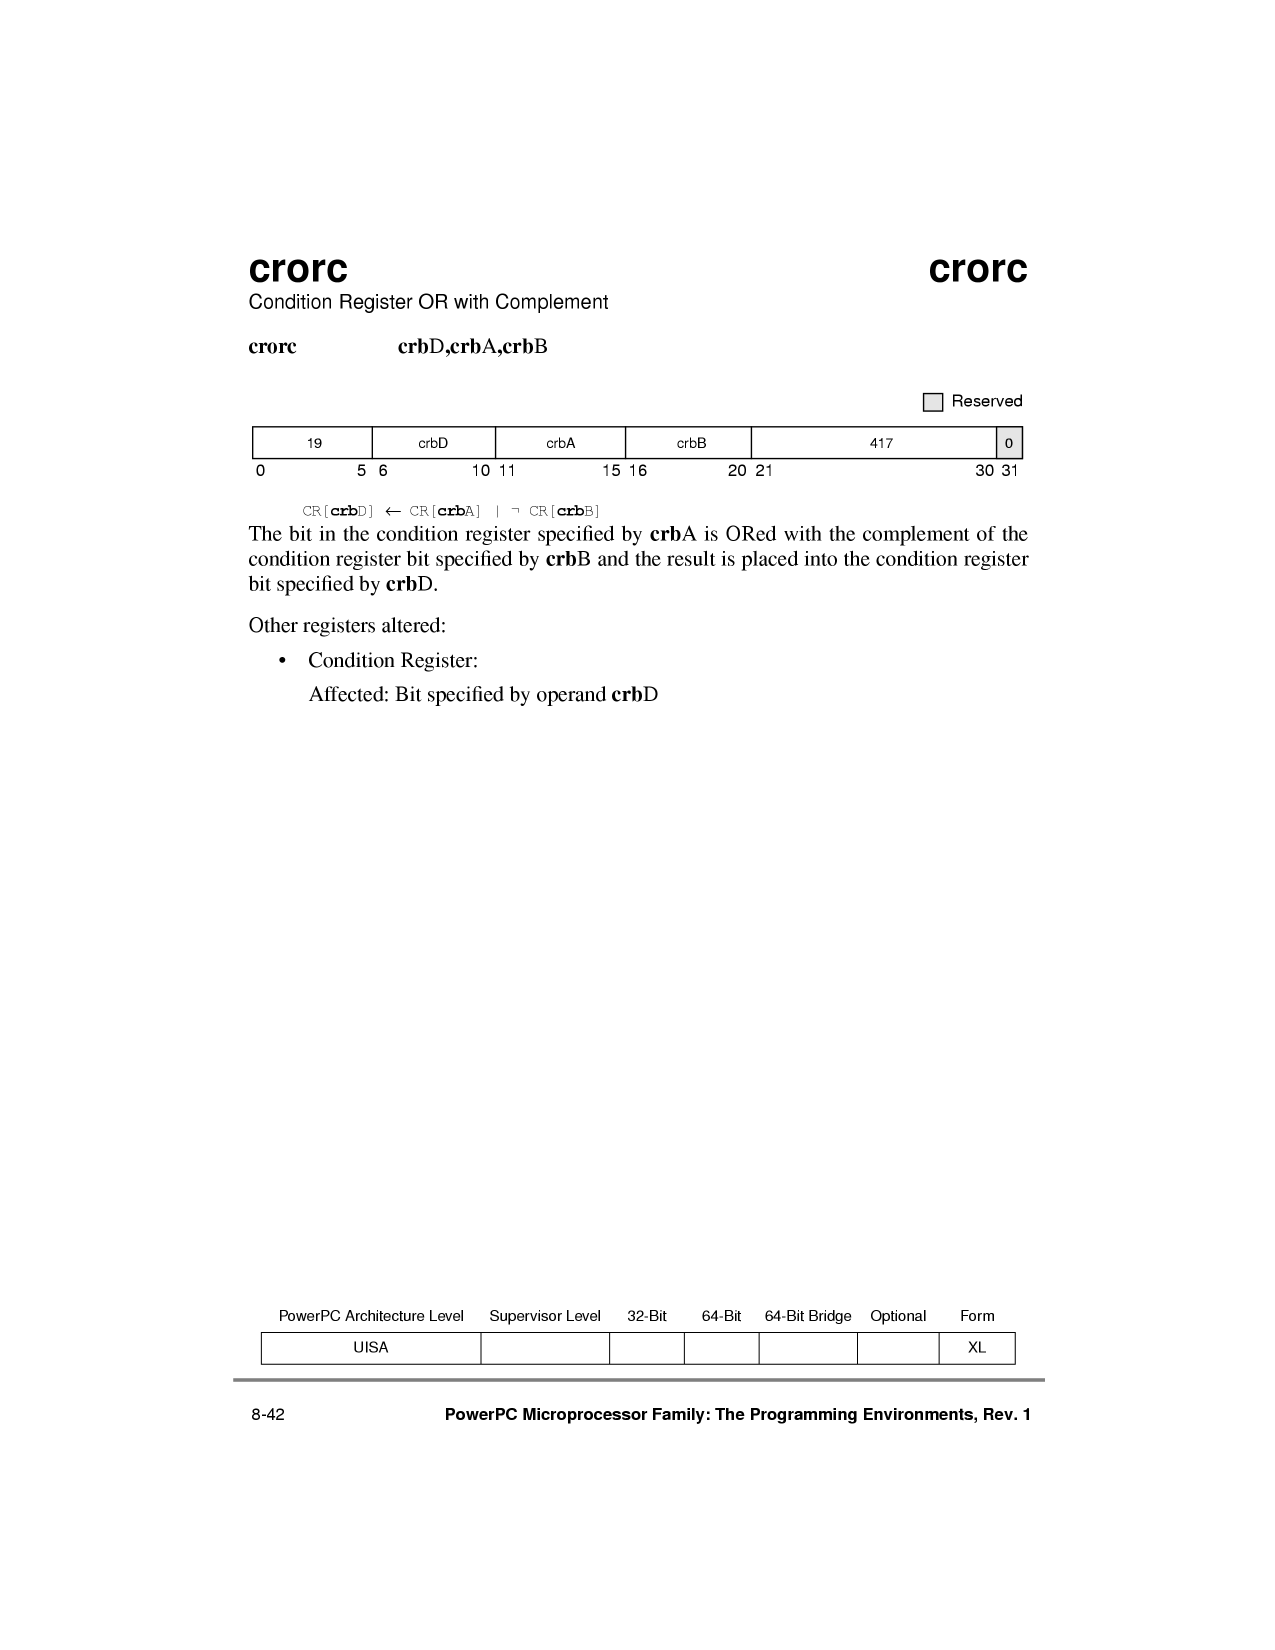 crorc crorc
Condition Register OR with Complement
crorc crbD,crbA,crbB
Reserved
19 crbD crbA crbB 417 0
0 5 6 10 11 15 16 20 21 30 31
CR[crbD] ← CR[crbA] | ¬ CR[crbB]
The bit in the condition register specified by crbA is ORed with the complement of the
condition register bit specified by crbB and the result is placed into the condition register
bit specified by crbD.
Other registers altered:
• Condition Register:
Affected: Bit specified by operand crbD
PowerPC Architecture Level Supervisor Level 32-Bit 64-Bit 64-Bit Bridge Optional Form
UISA XL
8-42 PowerPC Microprocessor Family: The Programming Environments, Rev. 1